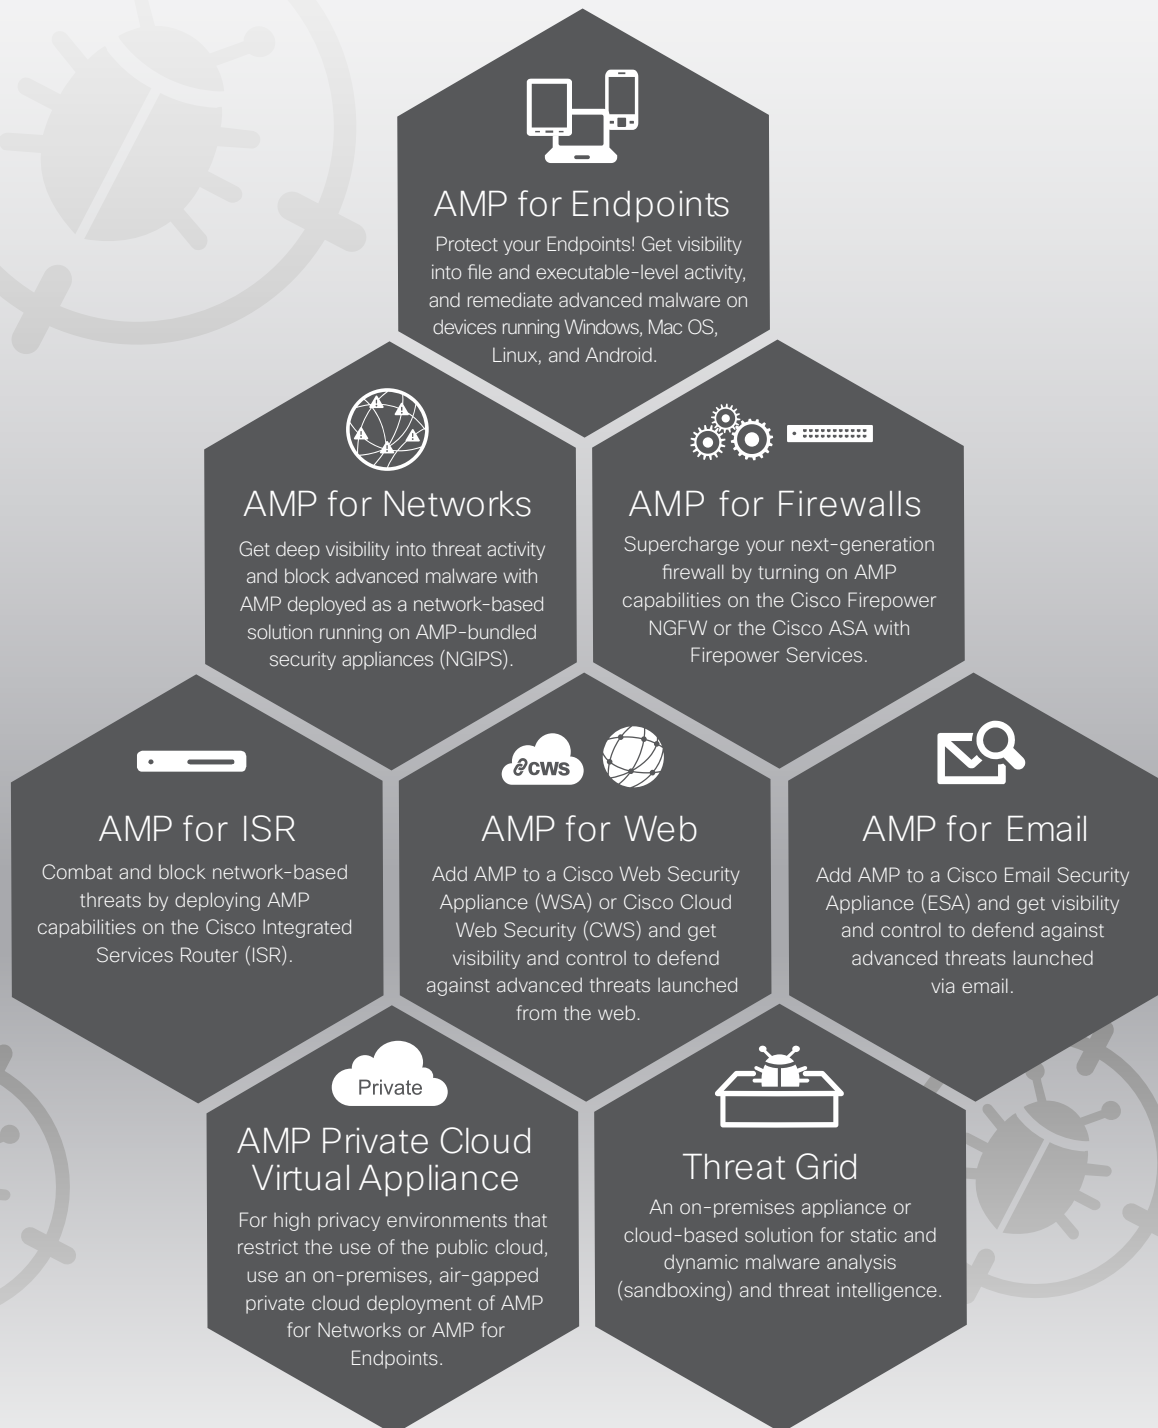 AMP for Endpoints
Protect your Endpoints! Get visibility
into file and executable-level activity,
and remediate advanced malware on
devices running Windows, Mac OS,
Linux, and Android.
AMP for Networks
Get deep visibility into threat activity
and block advanced malware with
AMP deployed as a network-based
solution running on AMP-bundled
security appliances (NGIPS).
AMP for Firewalls
Supercharge your next-generation
firewall by turning on AMP
capabilities on the Cisco Firepower
NGFW or the Cisco ASA with
Firepower Services.
AMP for ISR
Combat and block network-based
threats by deploying AMP
capabilities on the Cisco Integrated
Services Router (ISR).
CWS
AMP for Web
Add AMP to a Cisco Web Security
Appliance (WSA) or Cisco Cloud
Web Security (CWS) and get
visibility and control to defend
against advanced threats launched
from the web.
AMP for Email
Add AMP to a Cisco Email Security
Appliance (ESA) and get visibility
and control to defend against
advanced threats launched
via email.
Private
AMP Private Cloud
Virtual Appliance
For high privacy environments that
restrict the use of the public cloud,
use an on-premises, air-gapped
private cloud deployment of AMP
for Networks or AMP for
Endpoints.
Threat Grid
An on-premises appliance or
cloud-based solution for static and
dynamic malware analysis
(sandboxing) and threat intelligence.